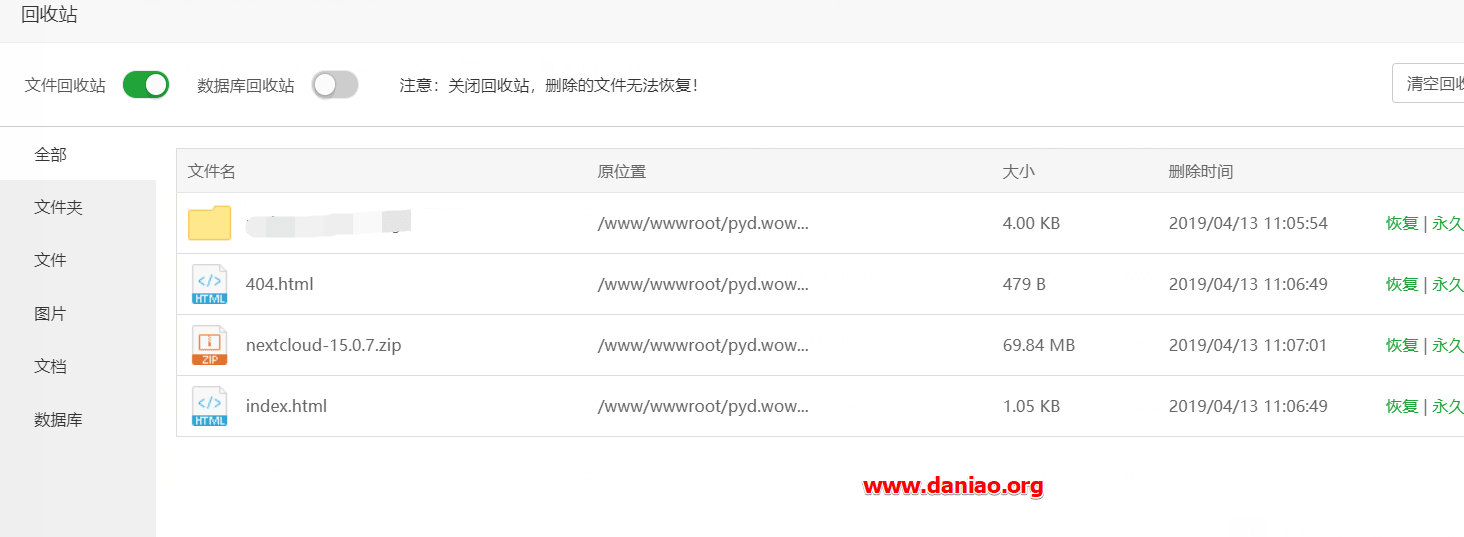 回收站
文件回收站 数据库回收站 注意：关闭回收站，删除的文件无法恢复！ 清空回收
全部
文件夹
文件
图片
文档
数据库
文件名 原位置 大小 删除时间
/www/wwwroot/pyd.wow... 4.00 KB 2019/04/13 11:05:54 恢复 | 永久
</> HTML 404.html /www/wwwroot/pyd.wow... 479 B 2019/04/13 11:06:49 恢复 | 永久
ZIP nextcloud-15.0.7.zip /www/wwwroot/pyd.wow... 69.84 MB 2019/04/13 11:07:01 恢复 | 永久
</> HTML index.html /www/wwwroot/pyd.wow... 1.05 KB 2019/04/13 11:06:49 恢复 | 永久
www.daniao.org